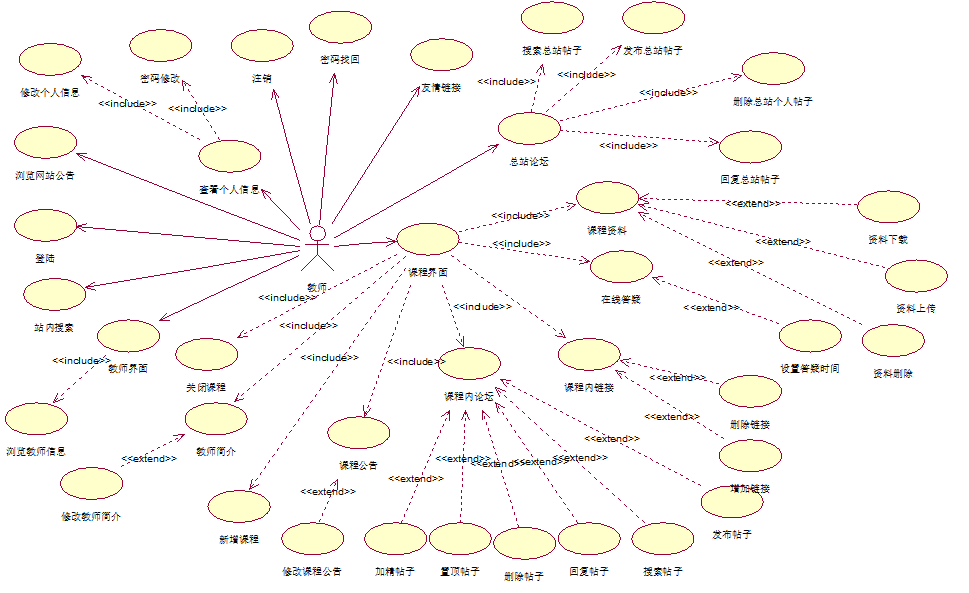 搜索总站帖子
发布总站帖子
密码找回
密码修改
注销
友情链接
修改个人信息
<<include>>
<<include>>
<<include>>
<<include>>
<<include>>
删除总站个人帖子
<<include>>
总站论坛
浏览网站公告
查看个人信息
回复总站帖子
<<extend>>
<<include>>
课程资料
资料下载
<<include>>
<<extend>>
登陆
课程界面
<<extend>>
教师
<<include>>
在线答疑
资料上传
<<include>>
<<extend>>
站内搜索
<<include>>
<<include>>
<<include>>
<<include>>
教师界面
关闭课程
课程内论坛
课程内链接
设置答疑时间
资料删除
<<extend>>
<<extend>>
删除链接
浏览教师信息
教师简介
<<extend>>
<<extend>>
课程公告
<<extend>>
<<extend>>
<<extend>>
<<extend>>
<<extend>>
<<extend>>
增加链接
修改教师简介
新增课程
发布帖子
修改课程公告
加精帖子
置顶帖子
删除帖子
回复帖子
搜索帖子